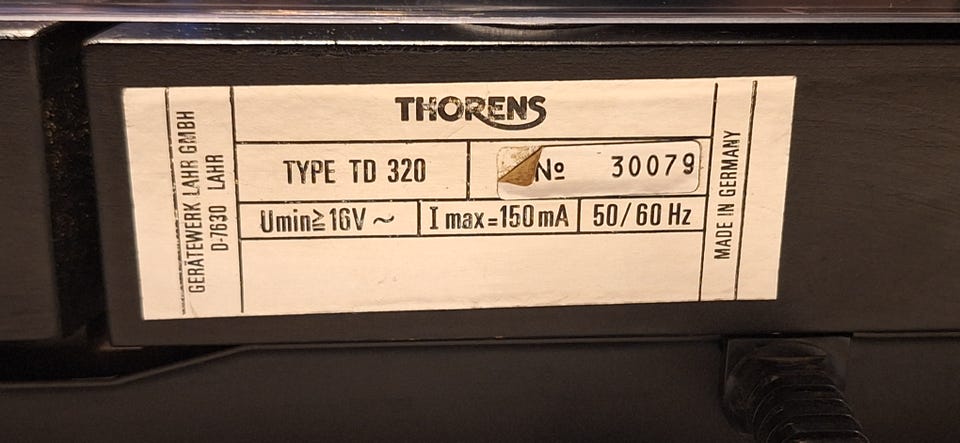 THORENS
GERÄTEWERK LAHR GMBH
D-7630 LAHR
TYPE TD 320
No 30079
Umin≧16V ~
I max=150mA
50/60 Hz
MADE IN GERMANY